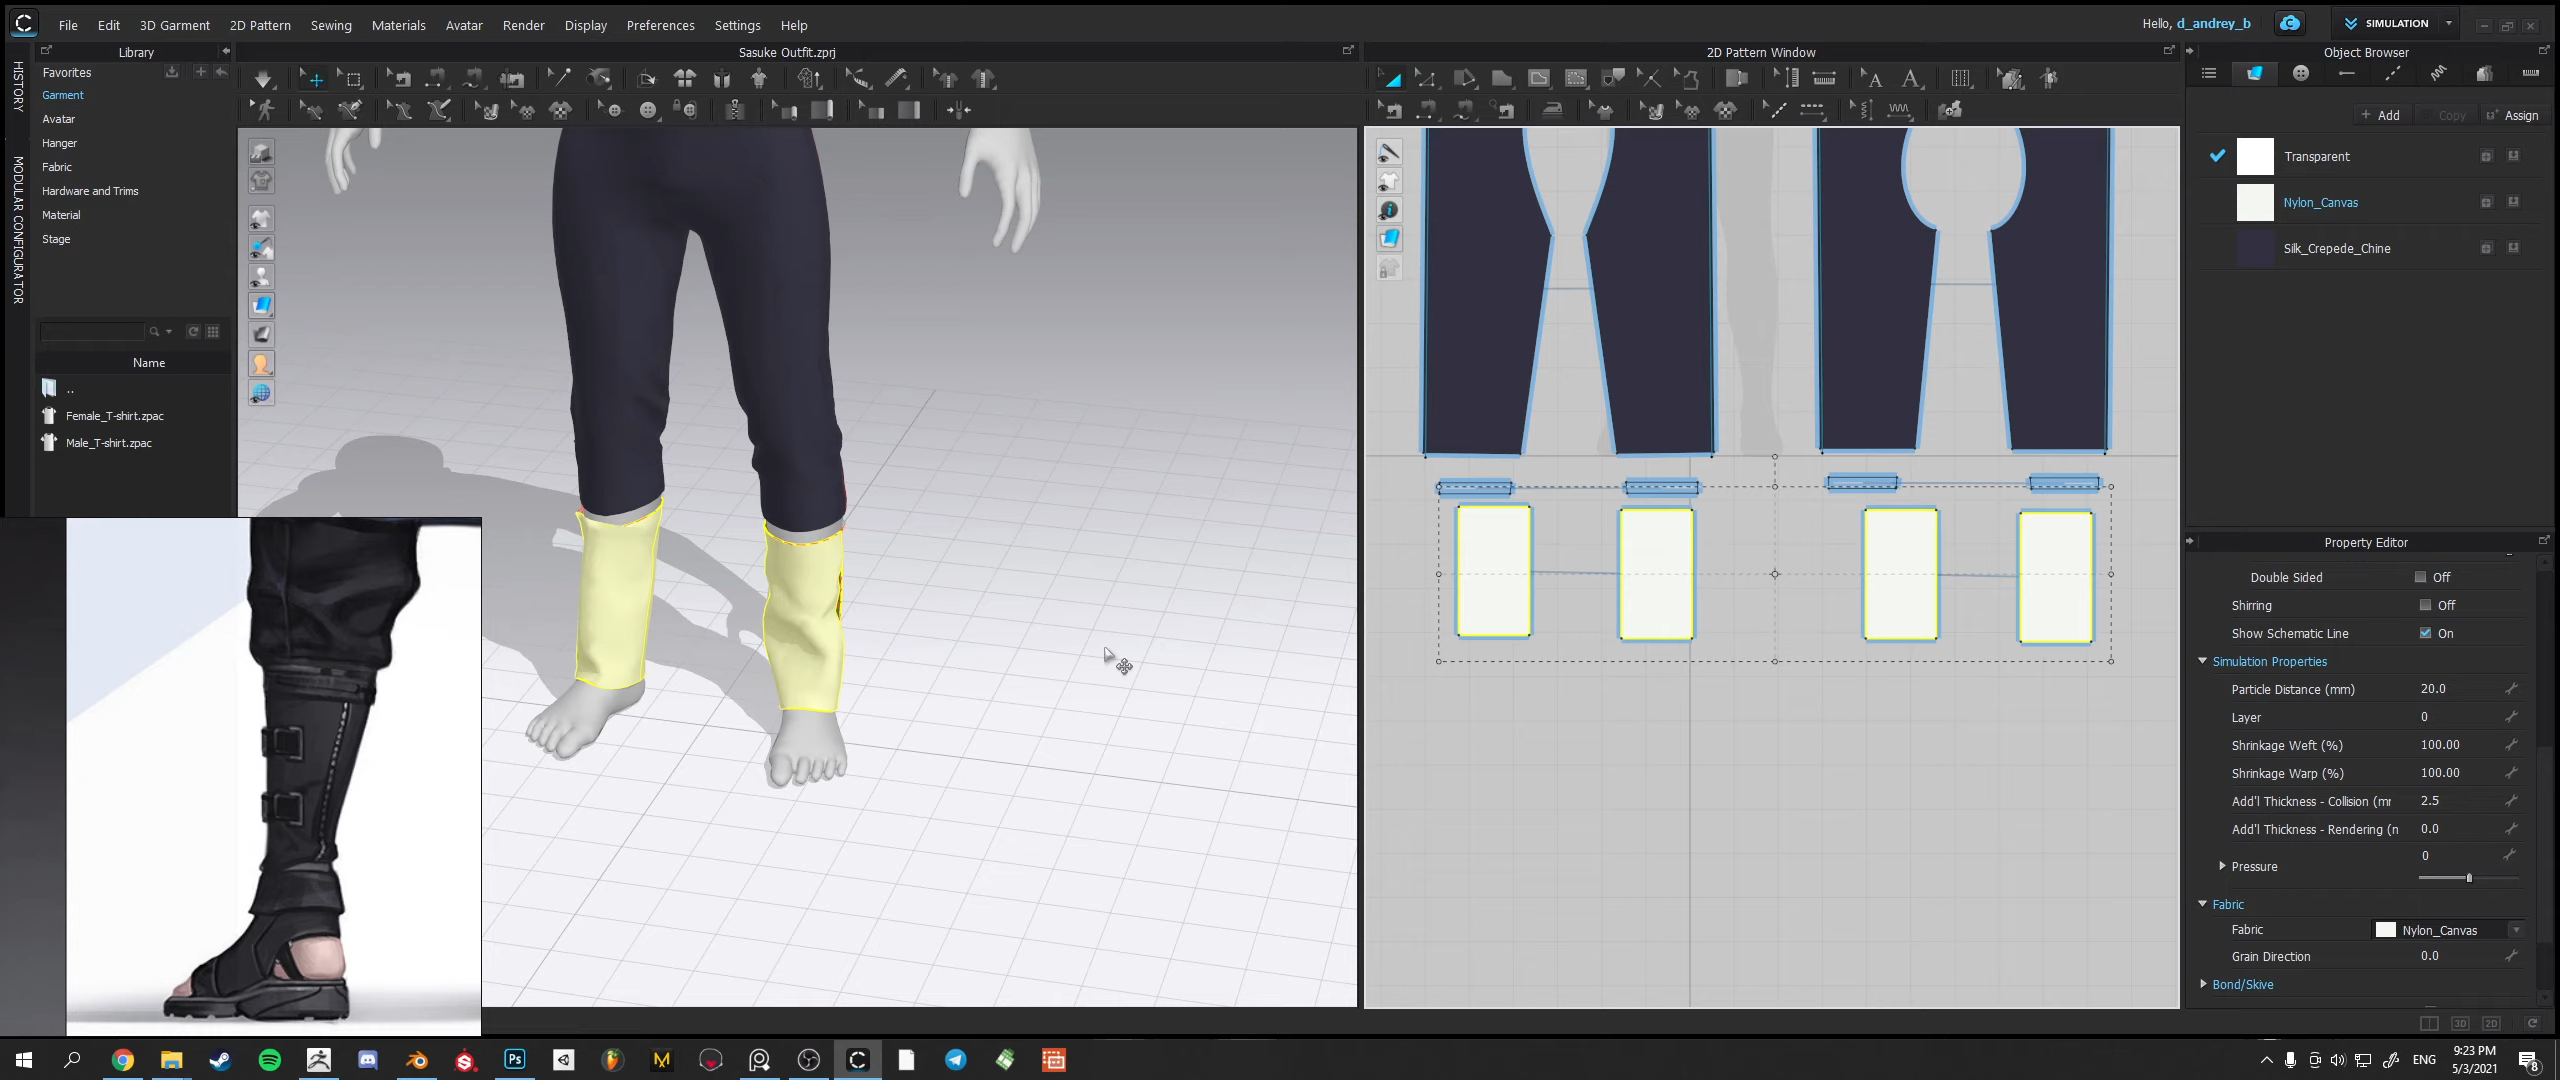 File Edit 3D Garment 2D Pattern Sewing Materials Avatar Render Display Preferences Settings Help
Hello, d_andrey_b
SIMULATION
Library
Sasuke Outfit.zprj
2D Pattern Window
Object Browser
HISTORY
MODULAR CONFIGURATOR
Favorites
Garment
Avatar
Hanger
Fabric
Hardware and Trims
Material
Stage
Name
..
Female_T-shirt.zpac
Male_T-shirt.zpac
Add Copy Assign
Transparent
Nylon_Canvas
Silk_Crepede_Chine
Property Editor
Double Sided Off
Shirring Off
Show Schematic Line On
Simulation Properties
Particle Distance (mm) 20.0
Layer 0
Shrinkage Weft (%) 100.00
Shrinkage Warp (%) 100.00
Add'l Thickness - Collision (mr 2.5
Add'l Thickness - Rendering (n 0.0
Pressure 0
Fabric
Fabric Nylon_Canvas
Grain Direction 0.0
Bond/Skive
3D 2D
ENG
9:23 PM
5/3/2021
8